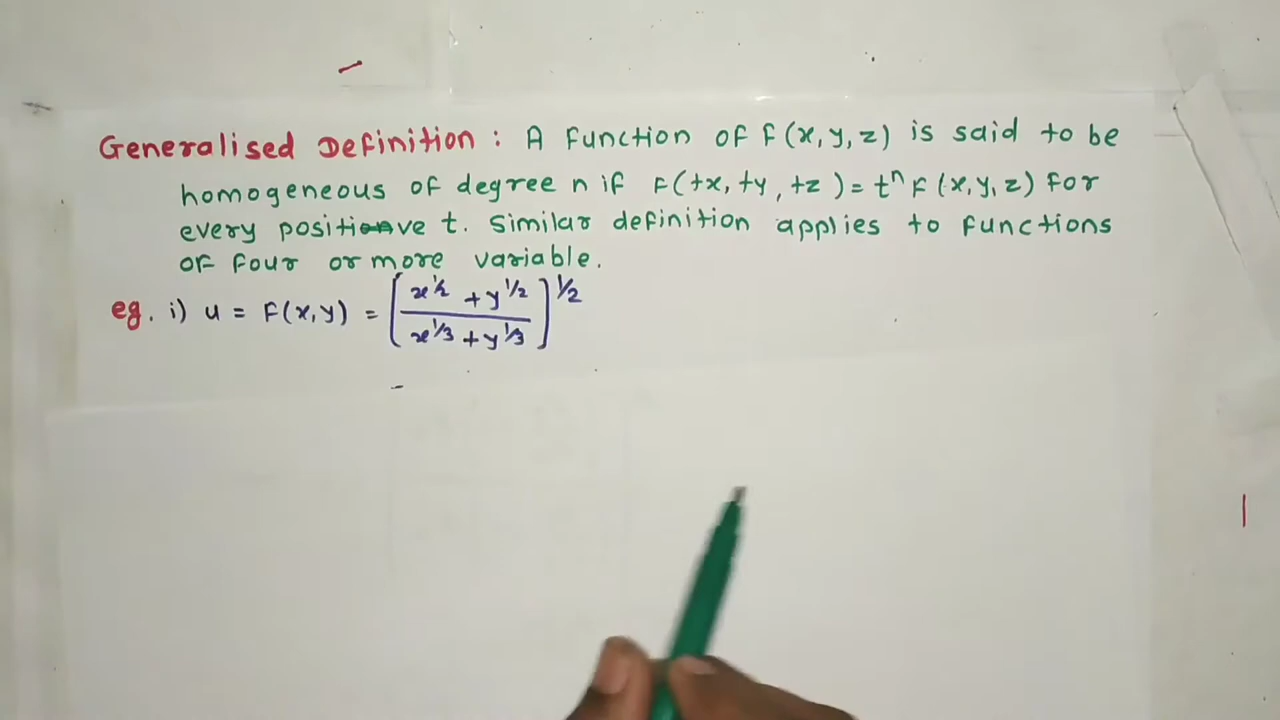 Generalised Definition : A Function of F(x, y, z) is said to be
homogeneous of degree n if F(tx, ty, tz) = tⁿ F(x, y, z) for
every positive t. Similar definition applies to functions
of four or more variable.
eg. i) u = F(x, y) = [(x^1/2 + y^1/2) / (x^1/3 + y^1/3)]^1/2